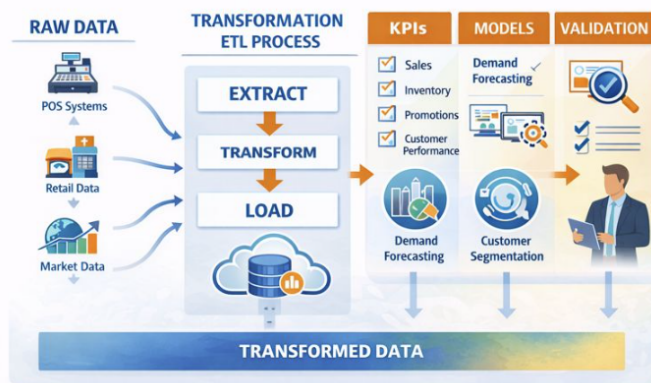 RAW DATA
POS Systems
Retail Data
Market Data
TRANSFORMATION
ETL PROCESS
EXTRACT
TRANSFORM
LOAD
KPIs
Sales
Inventory
Promotions
Customer
Performance
Demand
Forecasting
MODELS
Demand
Forecasting
Customer
Segmentation
VALIDATION
TRANSFORMED DATA